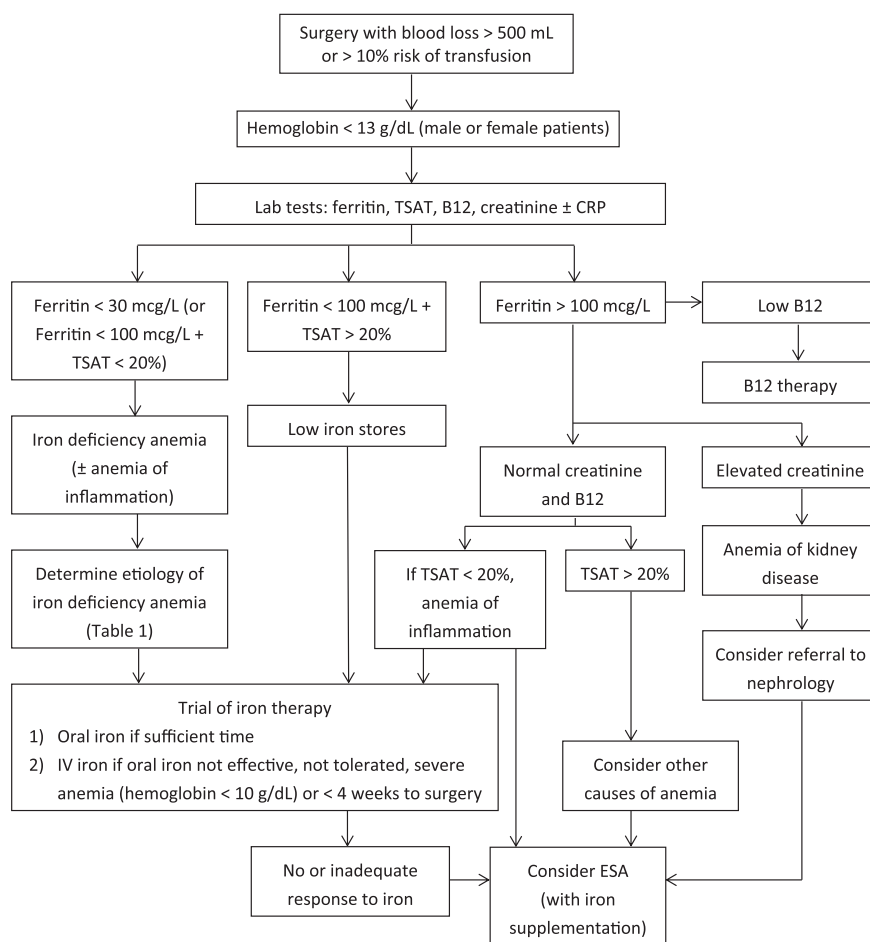 Surgery with blood loss > 500 mL
or > 10% risk of transfusion
Hemoglobin < 13 g/dL (male or female patients)
Lab tests: ferritin, TSAT, B12, creatinine ± CRP
Ferritin < 30 mcg/L (or
Ferritin < 100 mcg/L +
TSAT < 20%)
Ferritin < 100 mcg/L +
TSAT > 20%
Ferritin > 100 mcg/L
Low B12
B12 therapy
Iron deficiency anemia
(± anemia of
inflammation)
Low iron stores
Normal creatinine
and B12
Elevated creatinine
Determine etiology of
iron deficiency anemia
(Table 1)
If TSAT < 20%,
anemia of
inflammation
TSAT > 20%
Anemia of kidney
disease
Consider referral to
nephrology
Trial of iron therapy
1) Oral iron if sufficient time
2) IV iron if oral iron not effective, not tolerated, severe
anemia (hemoglobin < 10 g/dL) or < 4 weeks to surgery
Consider other
causes of anemia
No or inadequate
response to iron
Consider ESA
(with iron
supplementation)